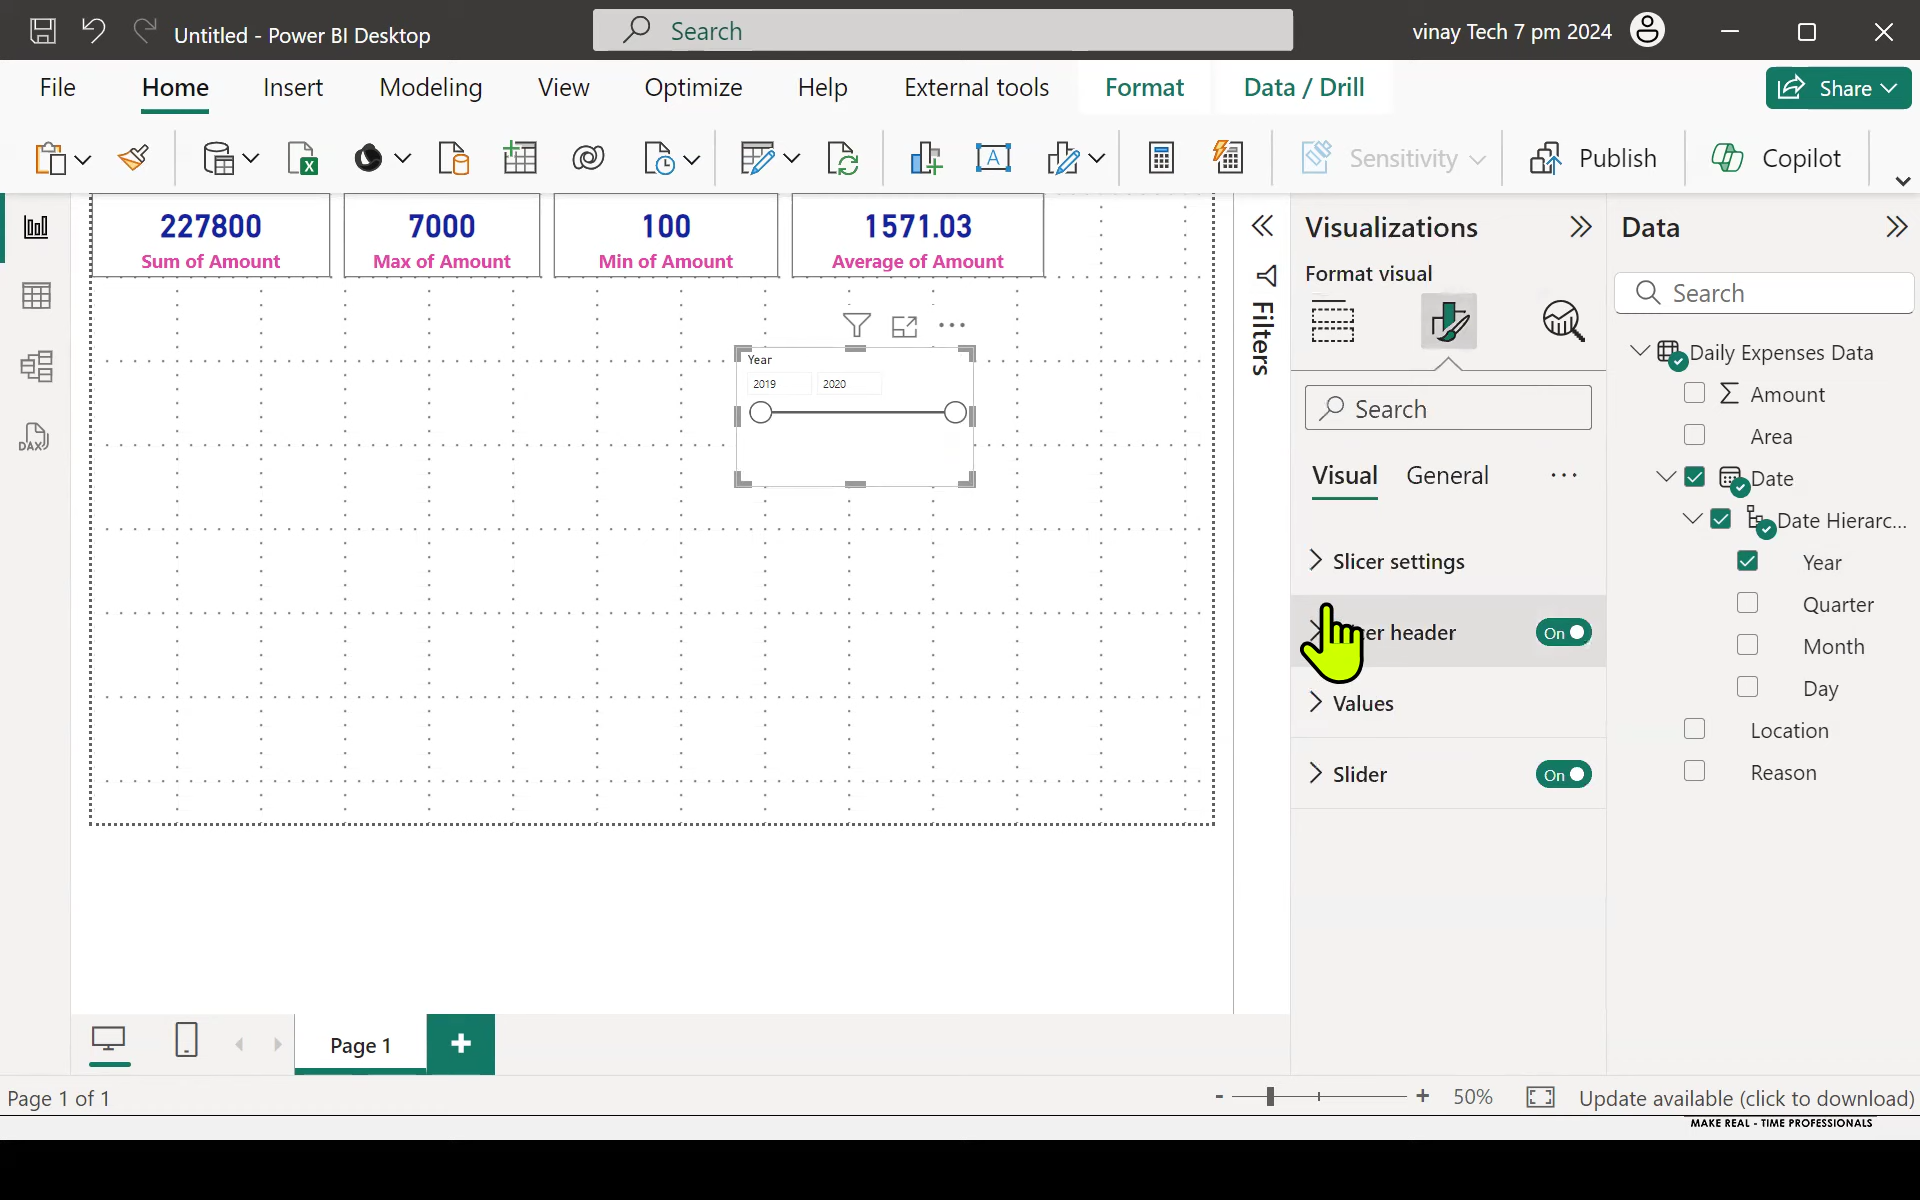 Untitled - Power BI Desktop
Search
vinay Tech 7 pm 2024
File
Home
Insert
Modeling
View
Optimize
Help
External tools
Format
Data / Drill
Share
Sensitivity
Publish
Copilot
227800
Sum of Amount
7000
Max of Amount
100
Min of Amount
1571.03
Average of Amount
Year
2019
2020
Filters
Visualizations
Format visual
Search
Visual
General
Slicer settings
header
On
Values
Slider
On
Data
Search
Daily Expenses Data
Amount
Area
Date
Date Hierarc...
Year
Quarter
Month
Day
Location
Reason
DAX
Page 1
Page 1 of 1
50%
Update available (click to download)
MAKE REAL - TIME PROFESSIONALS